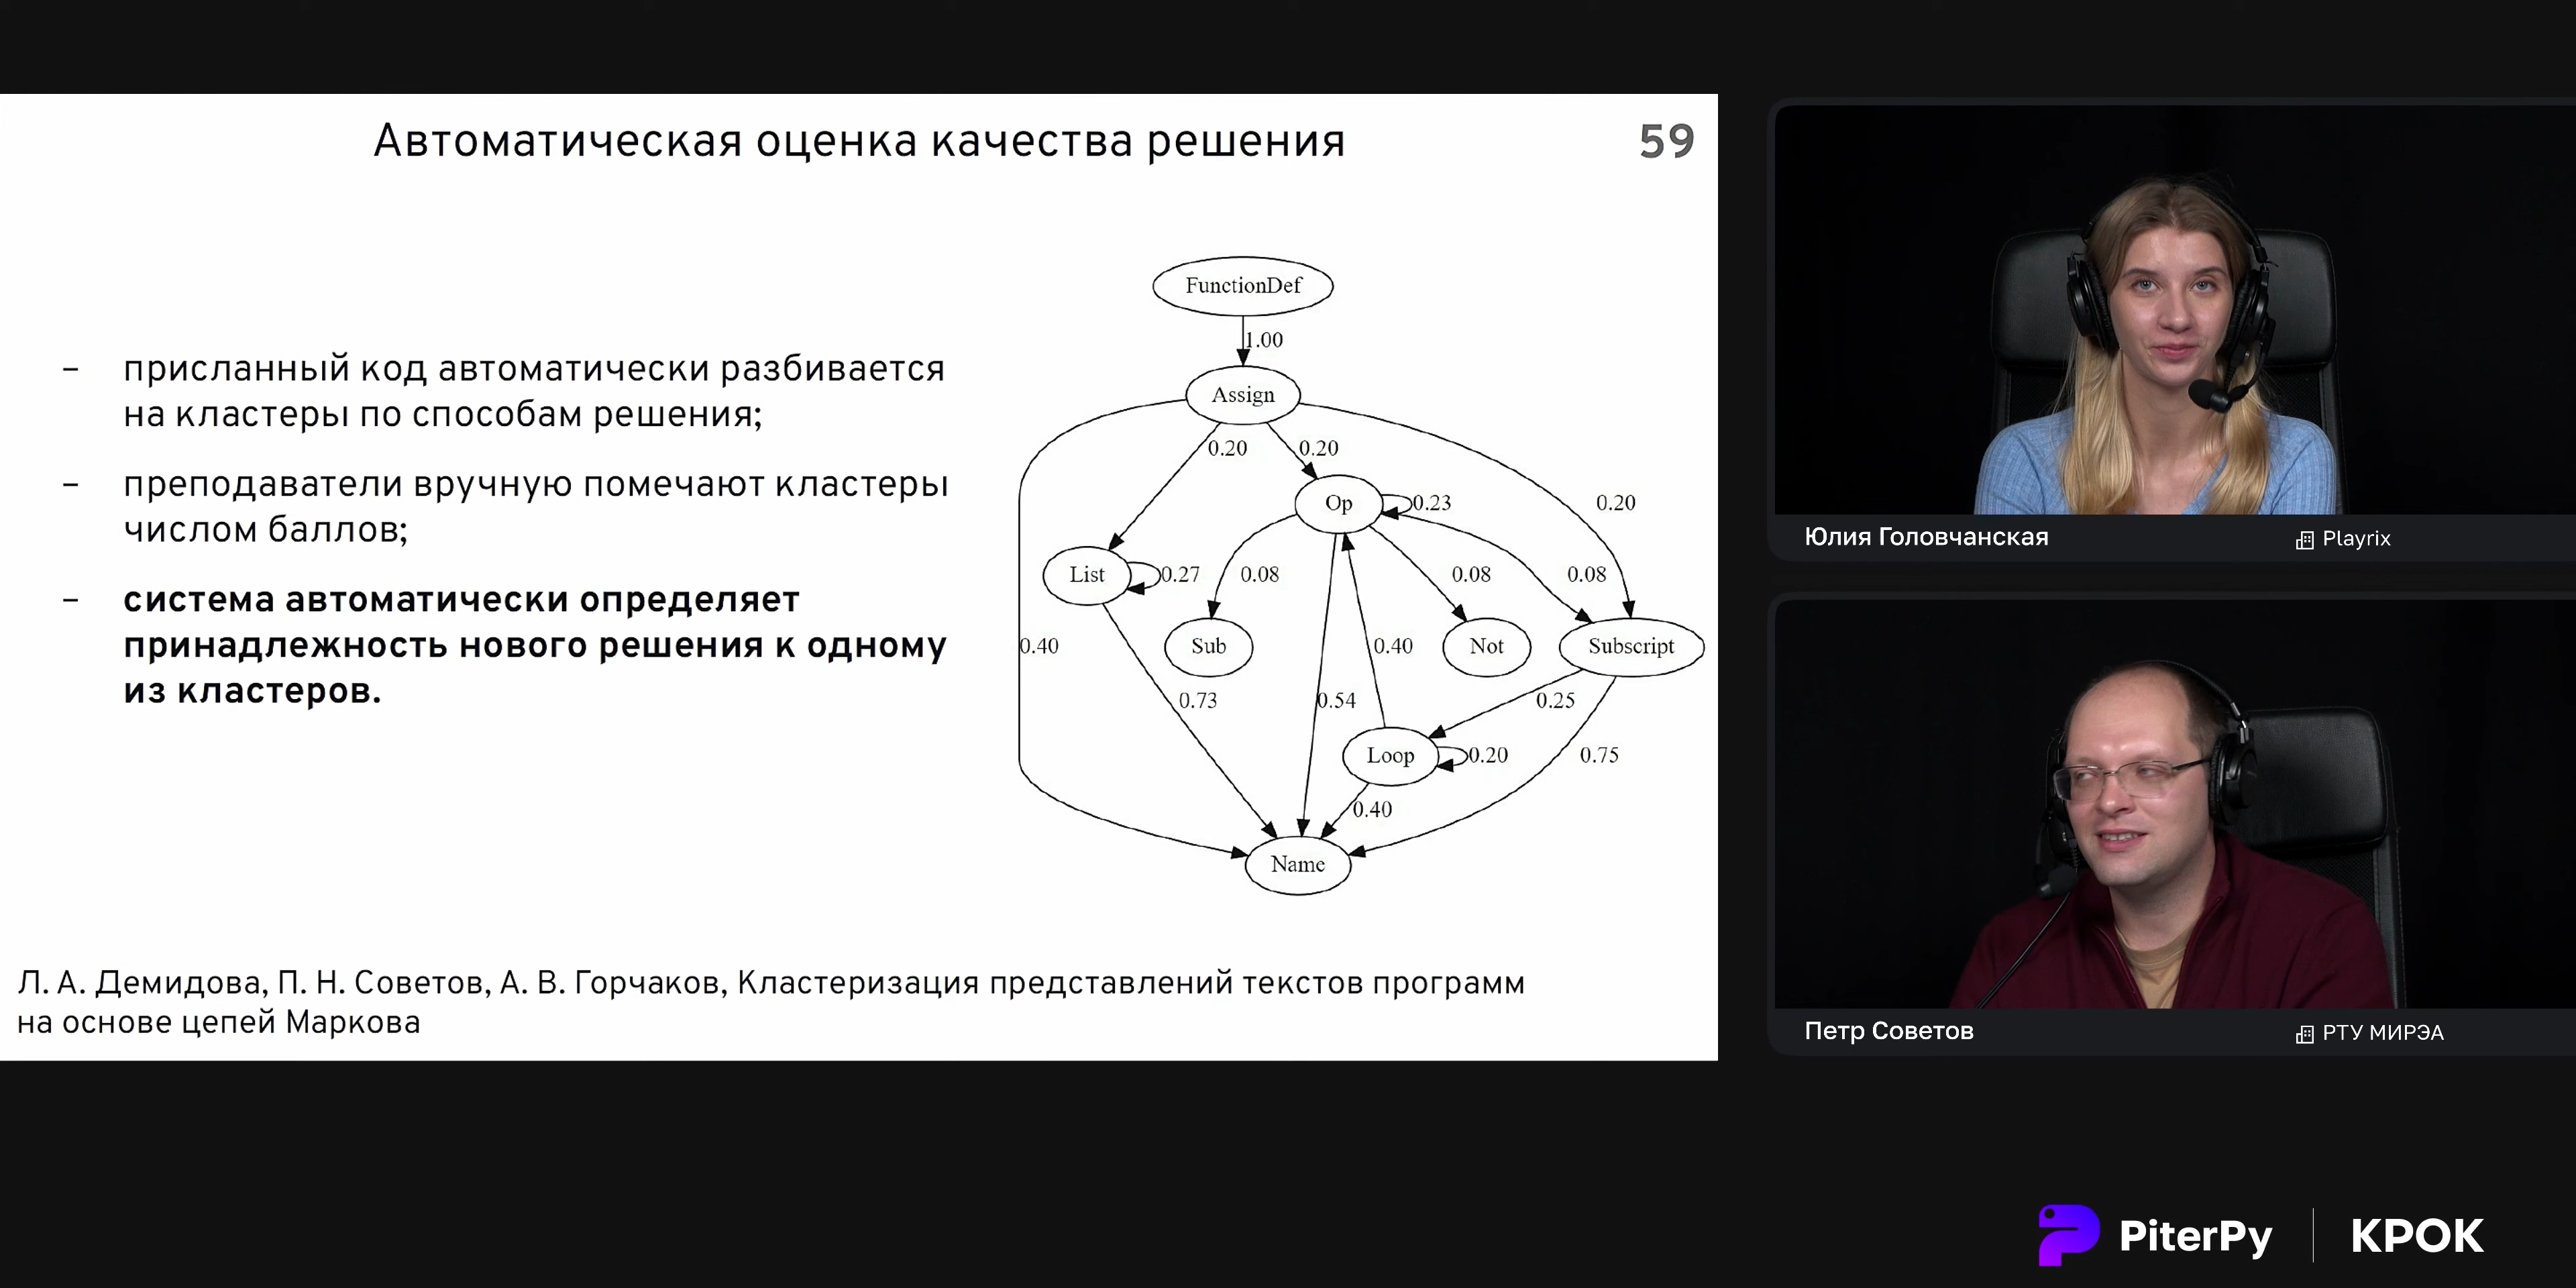 Автоматическая оценка качества решения
59
– присланный код автоматически разбивается
на кластеры по способам решения;
– преподаватели вручную помечают кластеры
числом баллов;
– система автоматически определяет
принадлежность нового решения к одному
из кластеров.
FunctionDef
1.00
Assign
0.20
0.20
Op
0.23
0.20
List
0.27
0.08
0.08
0.08
0.40
Sub
0.40
Not
Subscript
0.73
0.54
0.25
Loop
0.20
0.75
0.40
Name
Л. А. Демидова, П. Н. Советов, А. В. Горчаков, Кластеризация представлений текстов программ
на основе цепей Маркова
Юлия Головчанская
Playrix
Петр Советов
РТУ МИРЭА
PiterPy
КРОК